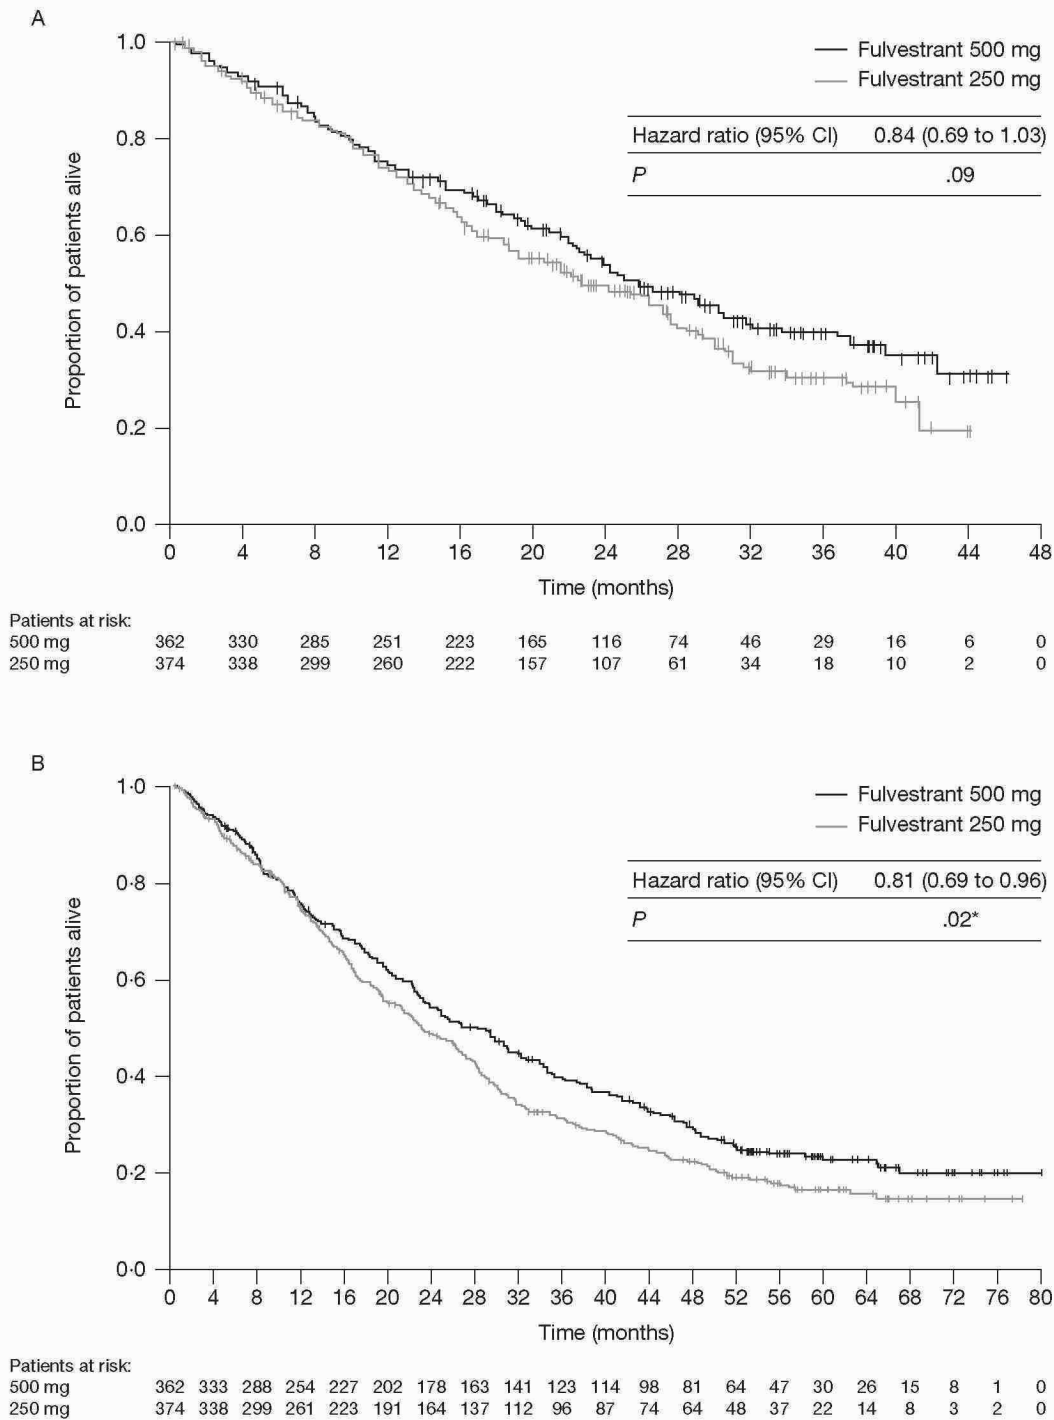 A
Fulvestrant 500 mg
Fulvestrant 250 mg
Hazard ratio (95% CI) 0.84 (0.69 to 1.03)
P .09
Proportion of patients alive
1.0
0.8
0.6
0.4
0.2
0.0
0 4 8 12 16 20 24 28 32 36 40 44 48
Time (months)
Patients at risk:
500 mg 362 330 285 251 223 165 116 74 46 29 16 6 0
250 mg 374 338 299 260 222 157 107 61 34 18 10 2 0
B
Fulvestrant 500 mg
Fulvestrant 250 mg
Hazard ratio (95% CI) 0.81 (0.69 to 0.96)
P .02*
Proportion of patients alive
1·0
0·8
0·6
0·4
0·2
0·0
0 4 8 12 16 20 24 28 32 36 40 44 48 52 56 60 64 68 72 76 80
Time (months)
Patients at risk:
500 mg 362 333 288 254 227 202 178 163 141 123 114 98 81 64 47 30 26 15 8 1 0
250 mg 374 338 299 261 223 191 164 137 112 96 87 74 64 48 37 22 14 8 3 2 0